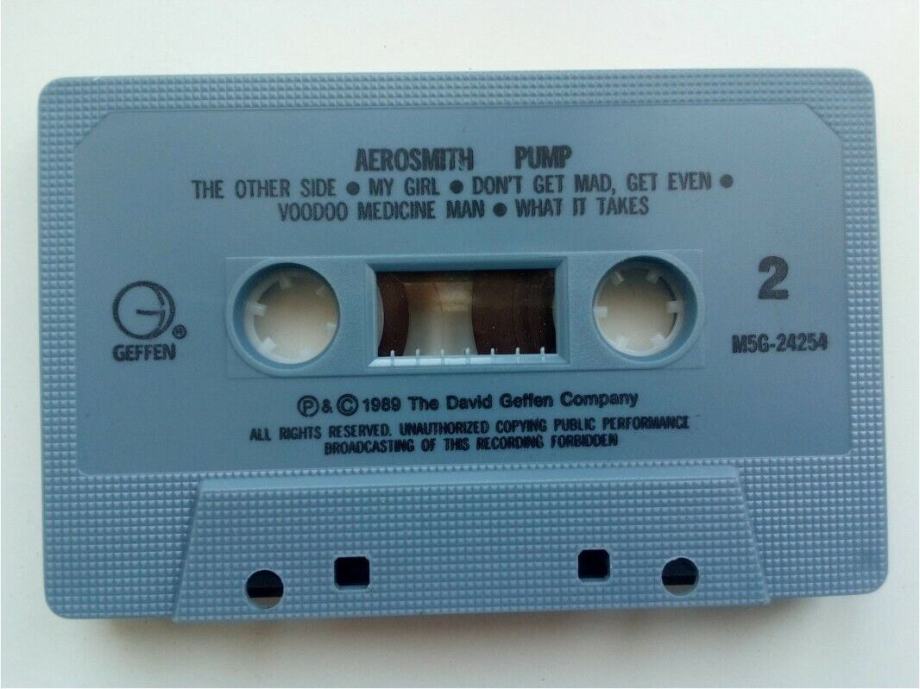 AEROSMITH PUMP
THE OTHER SIDE ● MY GIRL ● DON'T GET MAD, GET EVEN ●
VOODOO MEDICINE MAN ● WHAT IT TAKES
2
G®
GEFFEN
M5G-24254
℗ & © 1989 The David Geffen Company
ALL RIGHTS RESERVED. UNAUTHORIZED COPYING PUBLIC PERFORMANCE
BROADCASTING OF THIS RECORDING FORBIDDEN